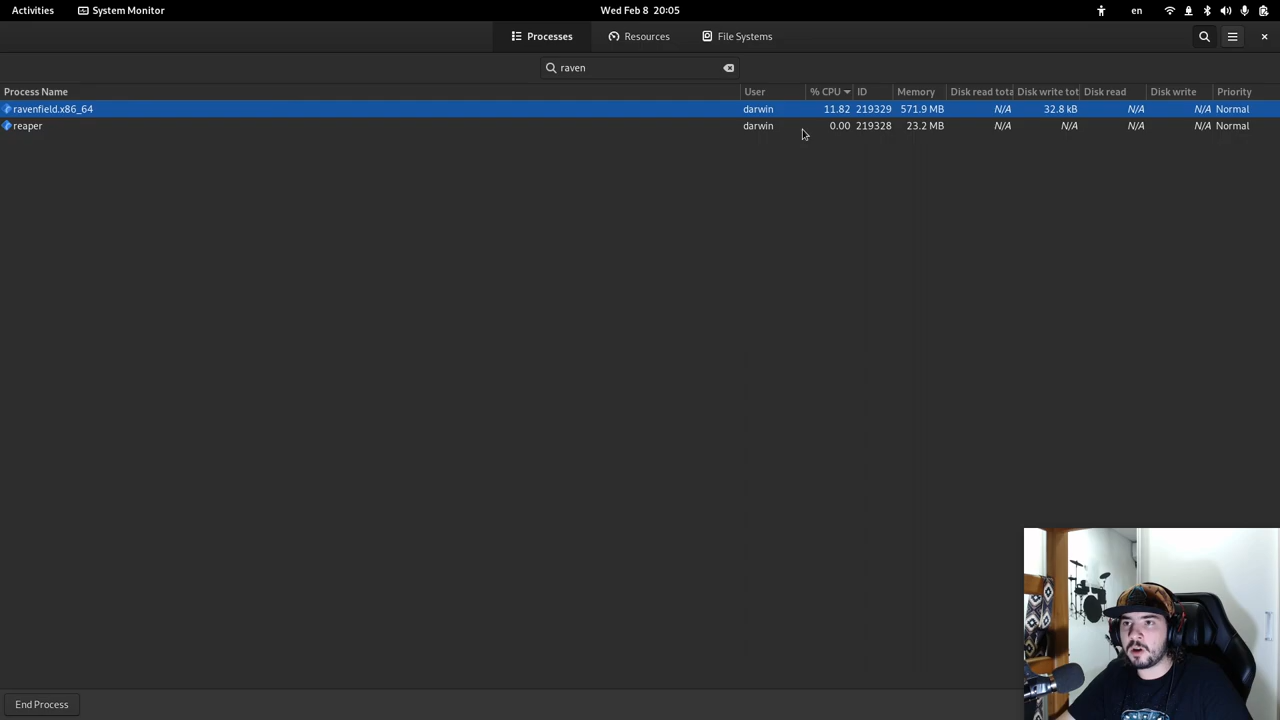 Activities System Monitor Wed Feb 8 20:05 en
Processes Resources File Systems
raven
Process Name User % CPU ID Memory Disk read tota Disk write tot Disk read Disk write Priority
ravenfield.x86_64 darwin 11.82 219329 571.9 MB N/A 32.8 kB N/A N/A Normal
reaper darwin 0.00 219328 23.2 MB N/A N/A N/A N/A Normal
End Process